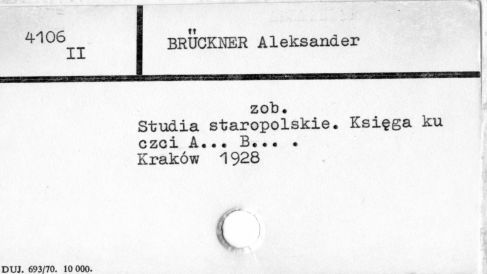 4106
II
BRÜCKNER Aleksander
zob.
Studia staropolskie. Księga ku
czci A... B... .
Kraków 1928
DUJ. 693/70. 10 000.